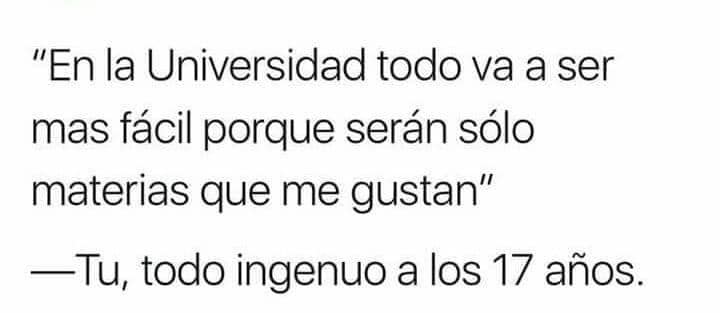 "En la Universidad todo va a ser
mas fácil porque serán sólo
materias que me gustan"
—Tu, todo ingenuo a los 17 años.